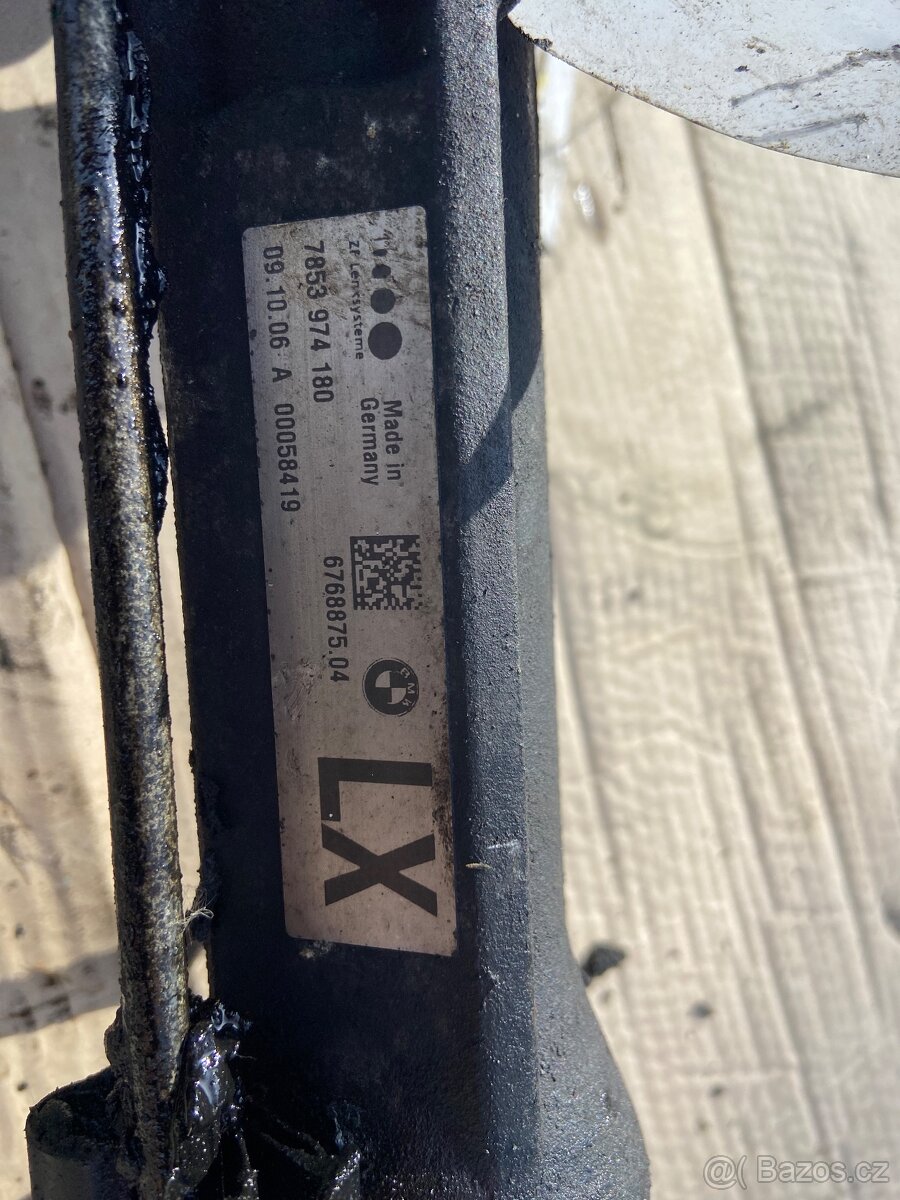 ZF Lenksysteme
Made in
Germany
7853 974 180
09.10.06 A 00058419
6768875.04
BMW
LX
@( Bazos.cz